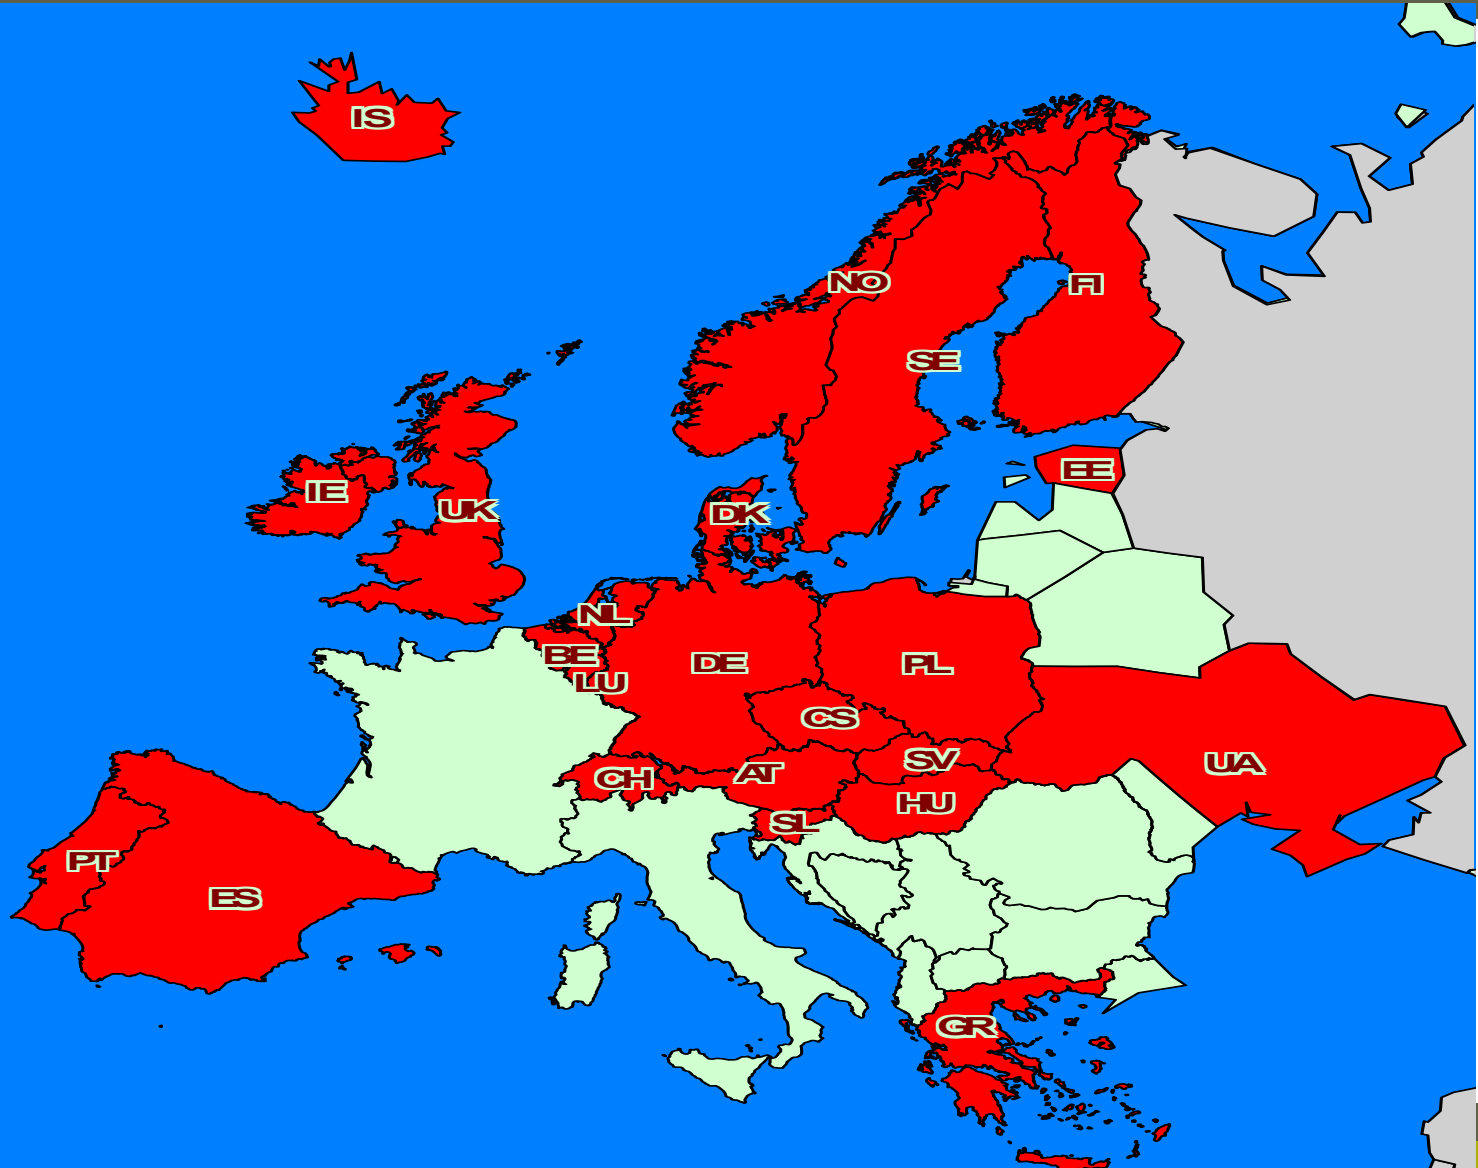 IS
NO
FI
SE
EE
IE
UK
DK
NL
BE
DE
PL
LU
CS
SV
UA
CH
AT
HU
SL
PT
ES
GR